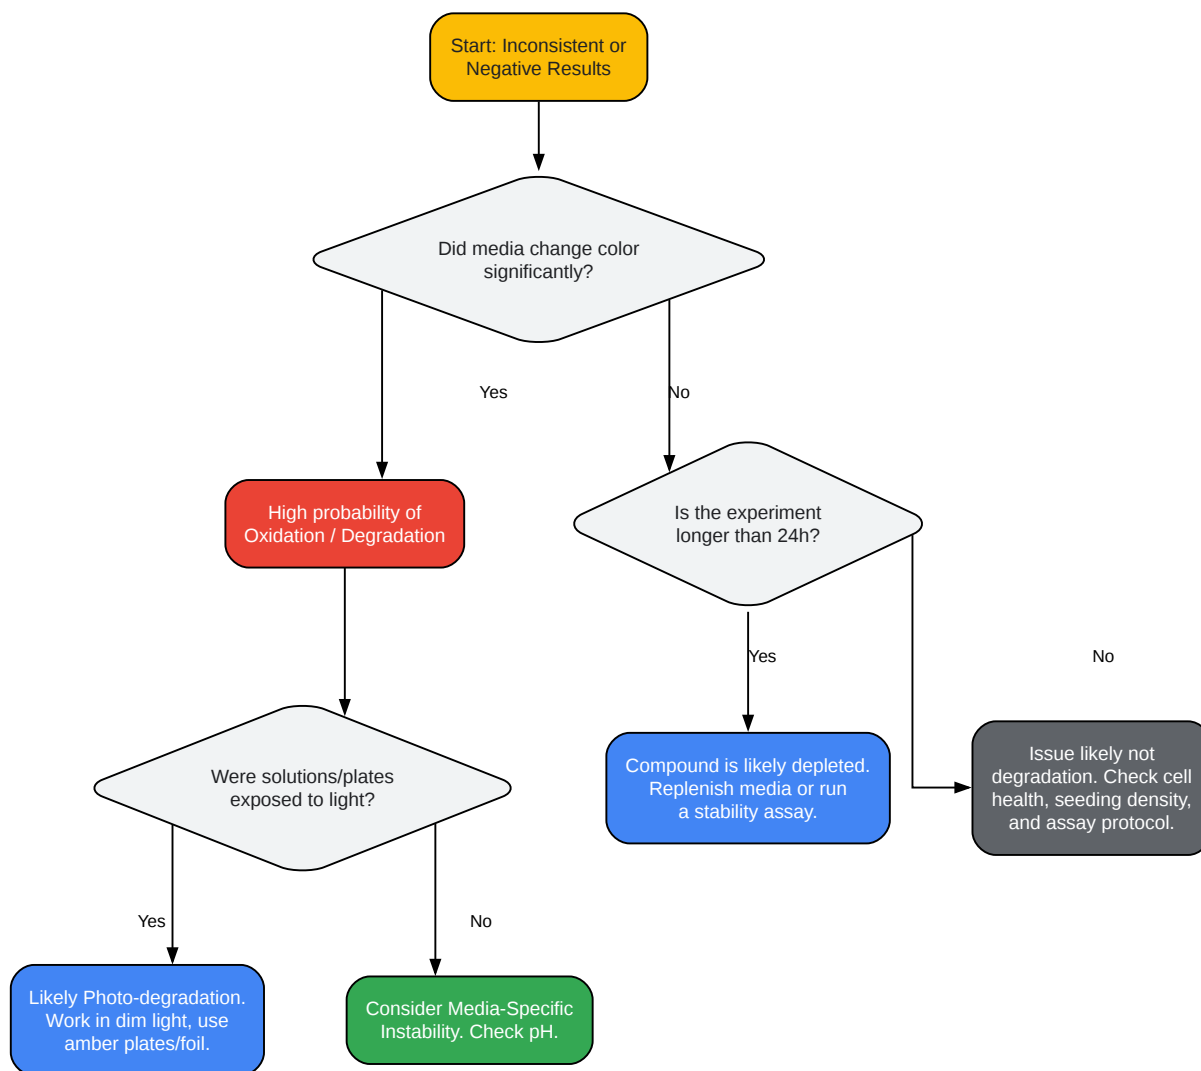 Start: Inconsistent or
Negative Results
Did media change color
significantly?
Yes
No
High probability of
Oxidation / Degradation
Is the experiment
longer than 24h?
Yes
No
Were solutions/plates
exposed to light?
Compound is likely depleted.
Replenish media or run
a stability assay.
Issue likely not
degradation. Check cell
health, seeding density,
and assay protocol.
Yes
No
Likely Photo-degradation.
Work in dim light, use
amber plates/foil.
Consider Media-Specific
Instability. Check pH.